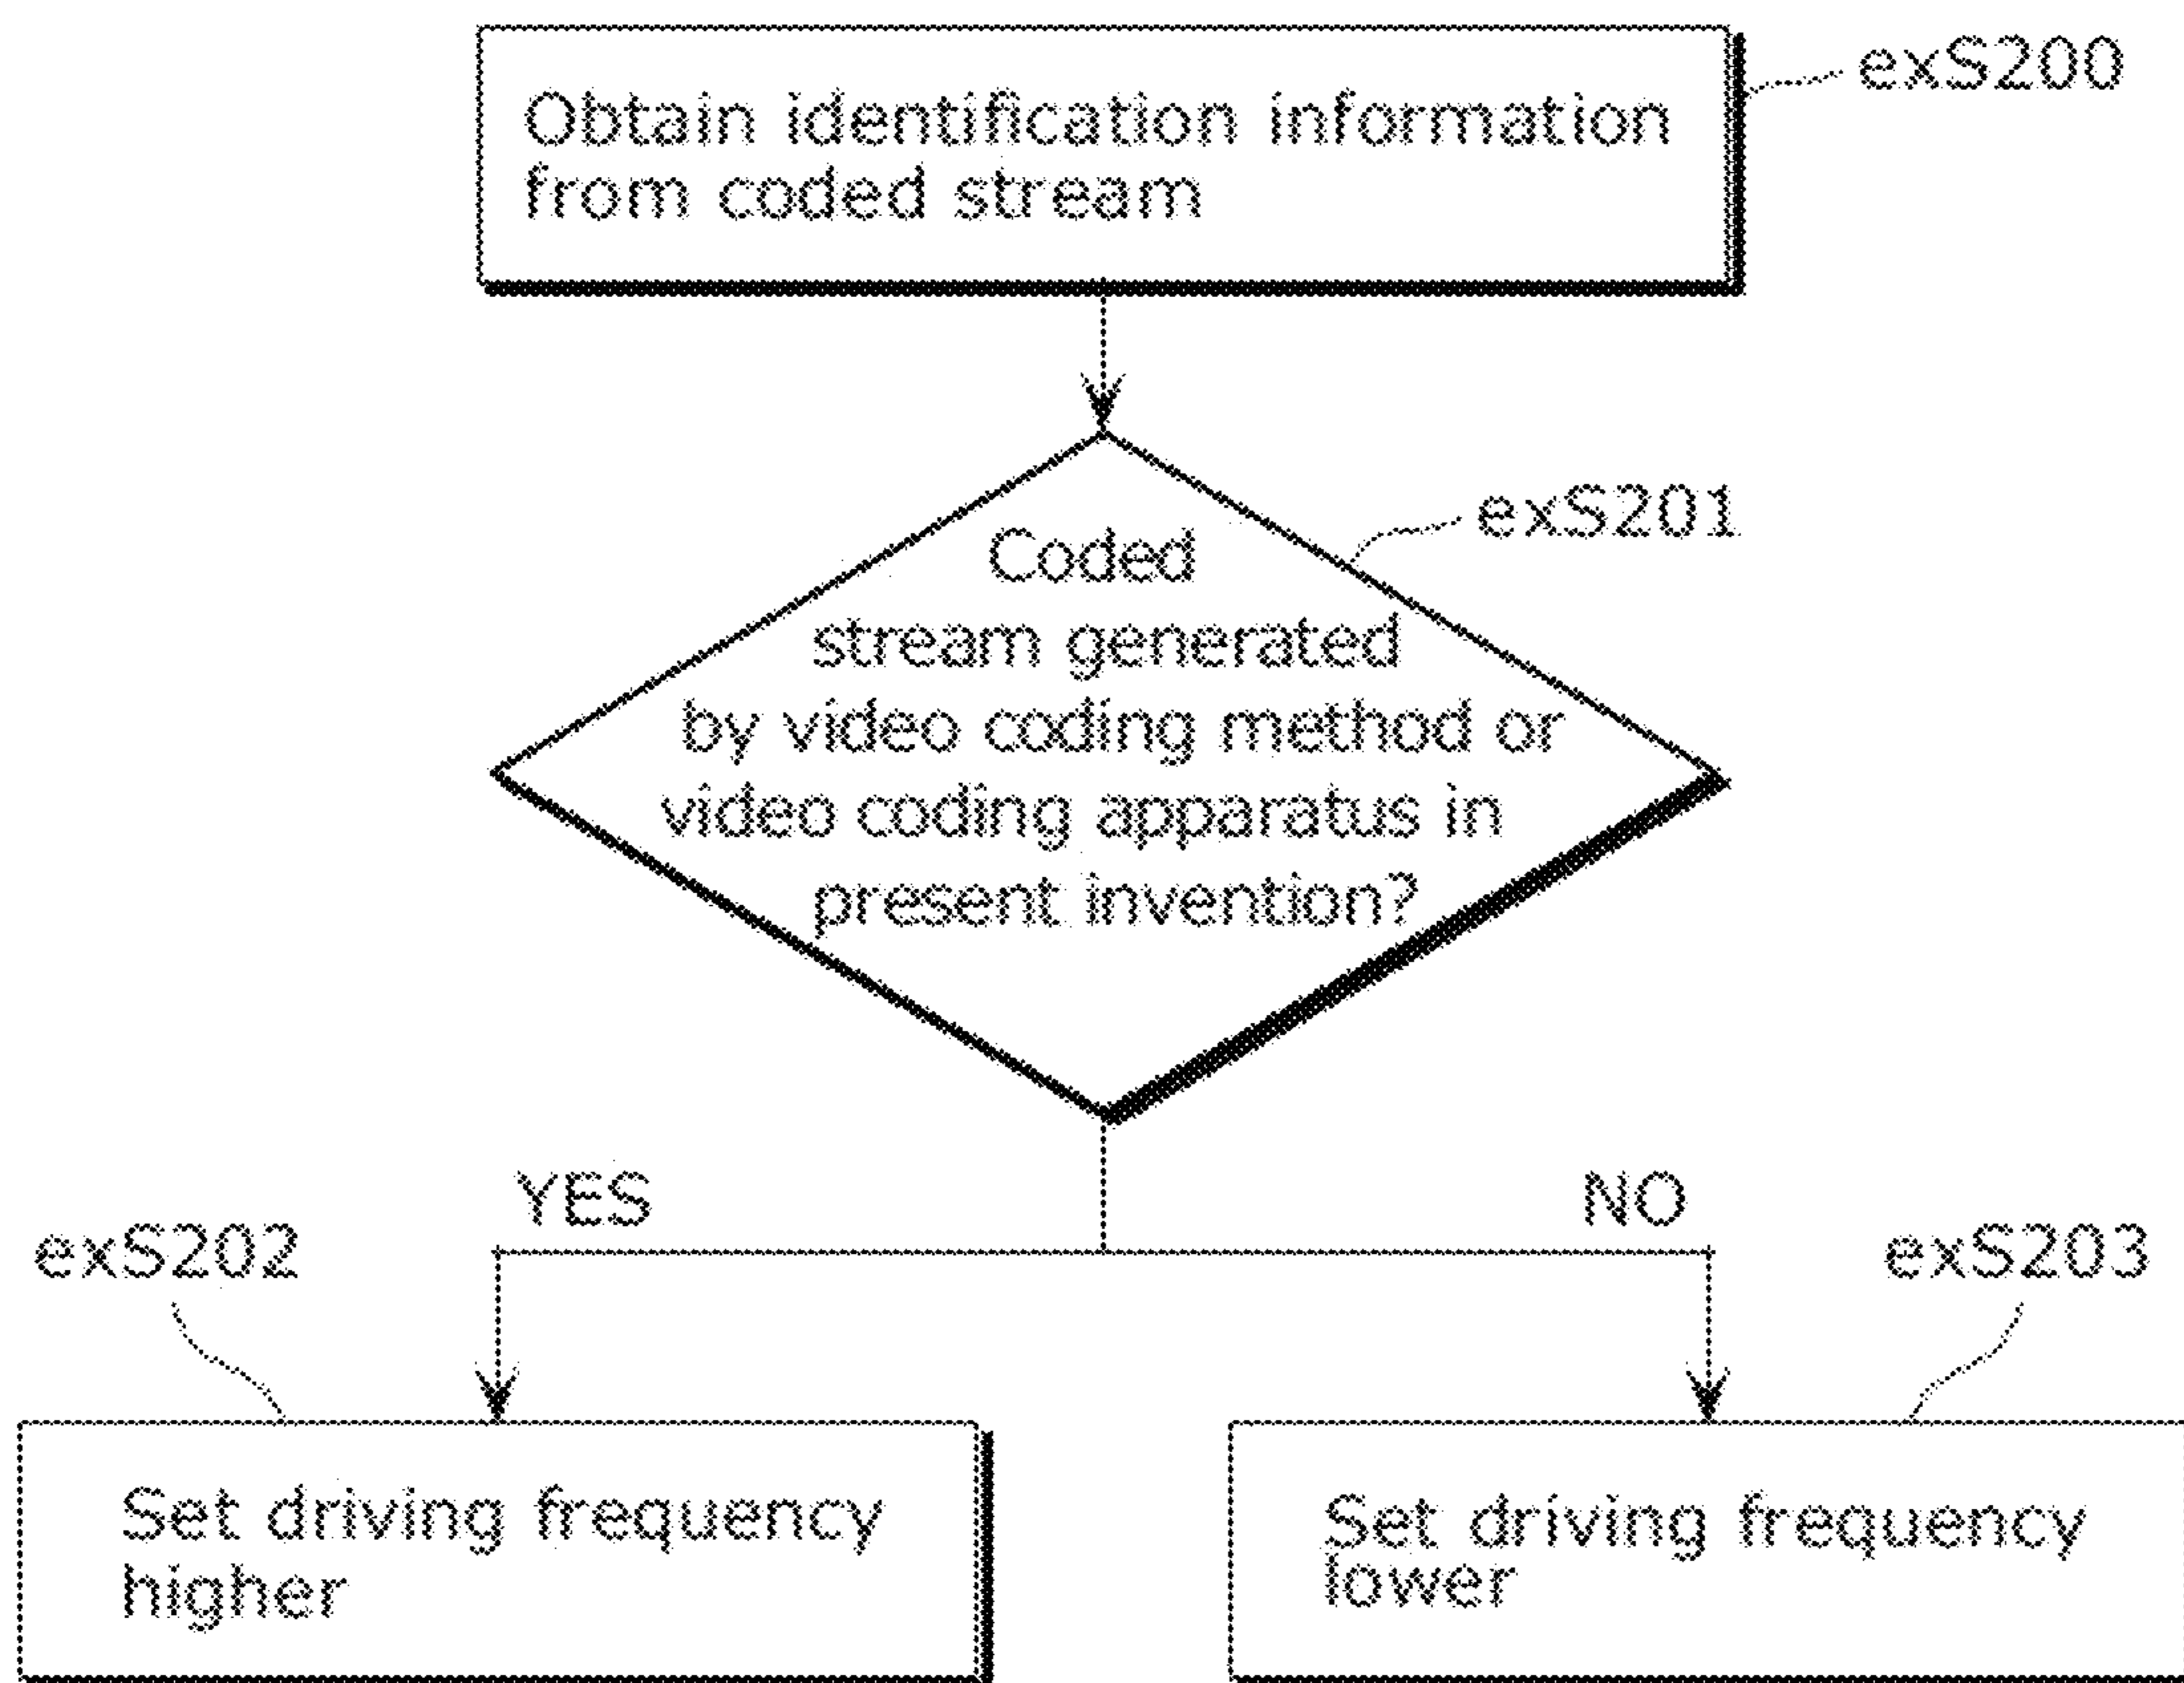 exS200
Obtain identification information
from coded stream
exS201
Coded
stream generated
by video coding method or
video coding apparatus in
present invention?
YES
NO
exS202
exS203
Set driving frequency
higher
Set driving frequency
lower